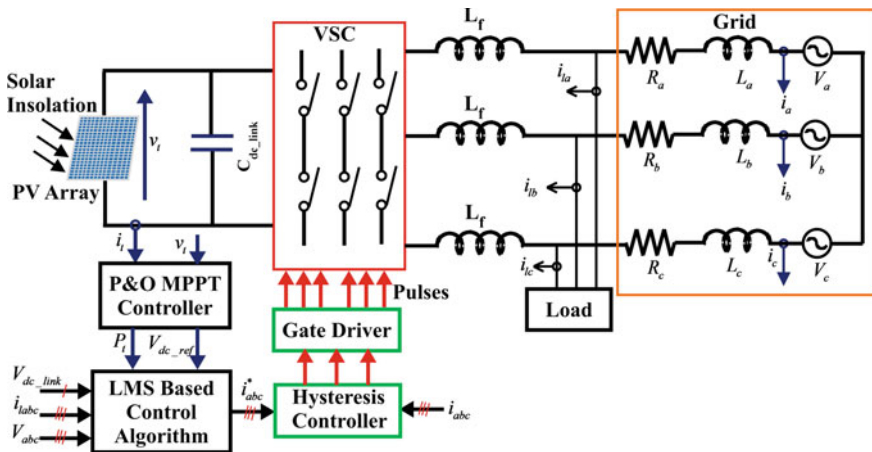 Solar
Insolation
PV Array
v_t
C_dc_link
VSC
L_f
L_f
L_f
i_la
i_lb
i_lc
Load
Grid
R_a
L_a
i_a
V_a
R_b
L_b
i_b
V_b
R_c
L_c
i_c
V_c
i_t
v_t
P&O MPPT
Controller
P_t
V_dc_ref
Pulses
Gate Driver
V_dc_link
i_labc
V_abc
LMS Based
Control
Algorithm
i*_abc
Hysteresis
Controller
i_abc